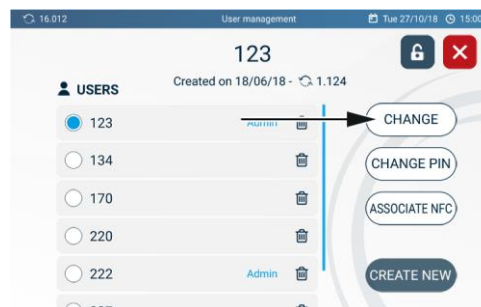 16.012 User management Tue 27/10/18 15:00
123
Created on 18/06/18 - 1.124
USERS
123 Admin
CHANGE
134
CHANGE PIN
170
ASSOCIATE NFC
220
222 Admin
CREATE NEW